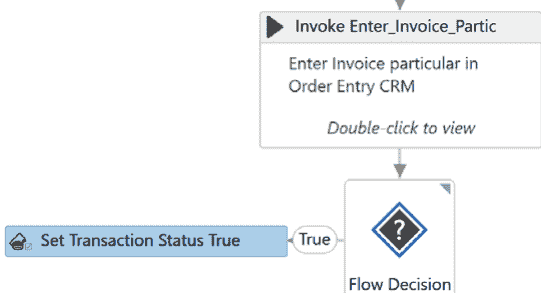 Invoke Enter_Invoice_Partic
Enter Invoice particular in
Order Entry CRM
Double-click to view
Set Transaction Status True
True
?
Flow Decision